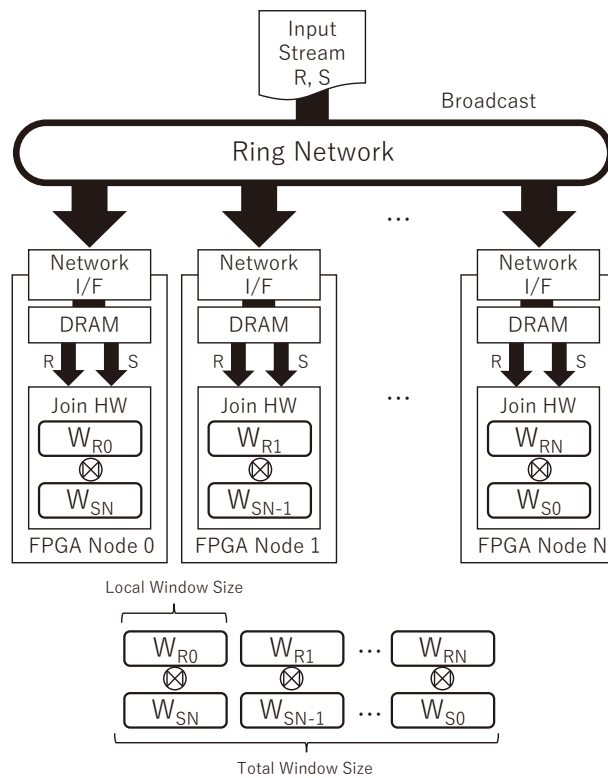 Input
Stream
R, S
Broadcast
Ring Network
...
Network
I/F
DRAM
R
S
Join HW
WR0
WSN
FPGA Node 0
Network
I/F
DRAM
R
S
Join HW
WR1
WSN-1
FPGA Node 1
...
Network
I/F
DRAM
R
S
Join HW
WRN
WS0
FPGA Node N
Local Window Size
WR0 WR1 ... WRN
WSN WSN-1 ... WS0
Total Window Size